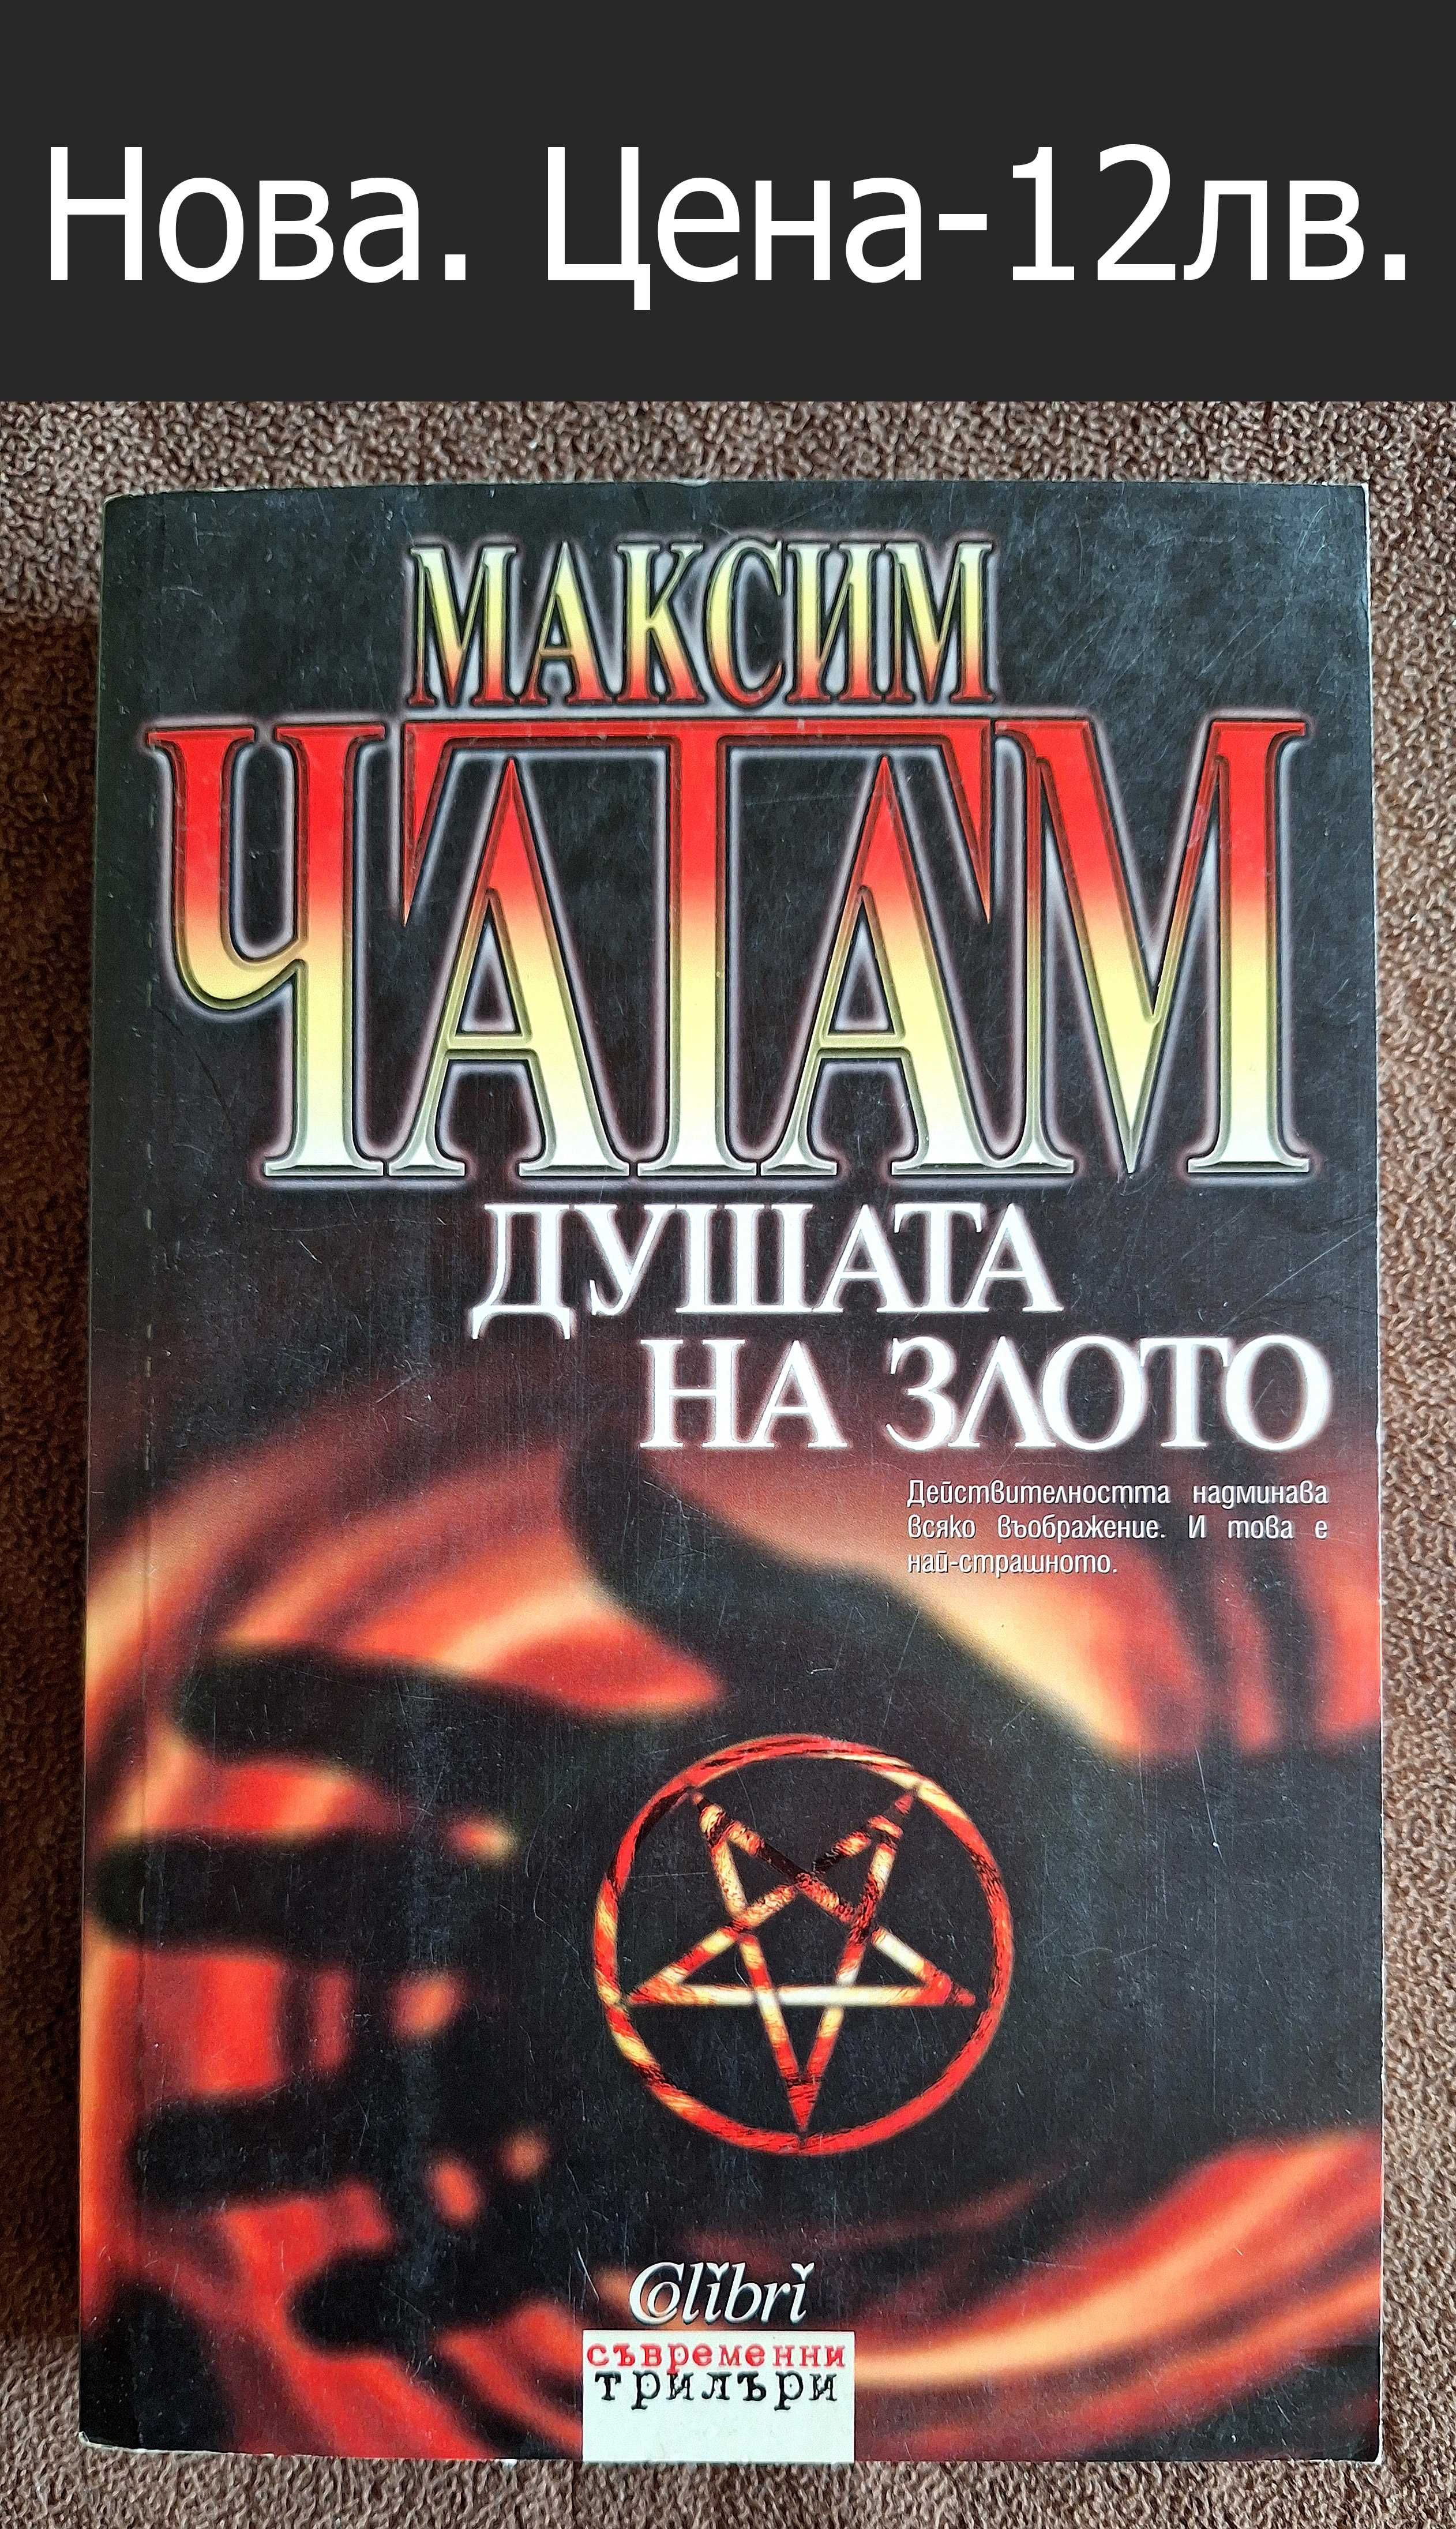 Нова. Цена-12лв.
МАКСИМ
ЧАТАМ
ДУШАТА
НА ЗЛОТО
Действителността надминава
всяко въображение. И това е
най-страшното.
Colibri
съвременни
трилъри